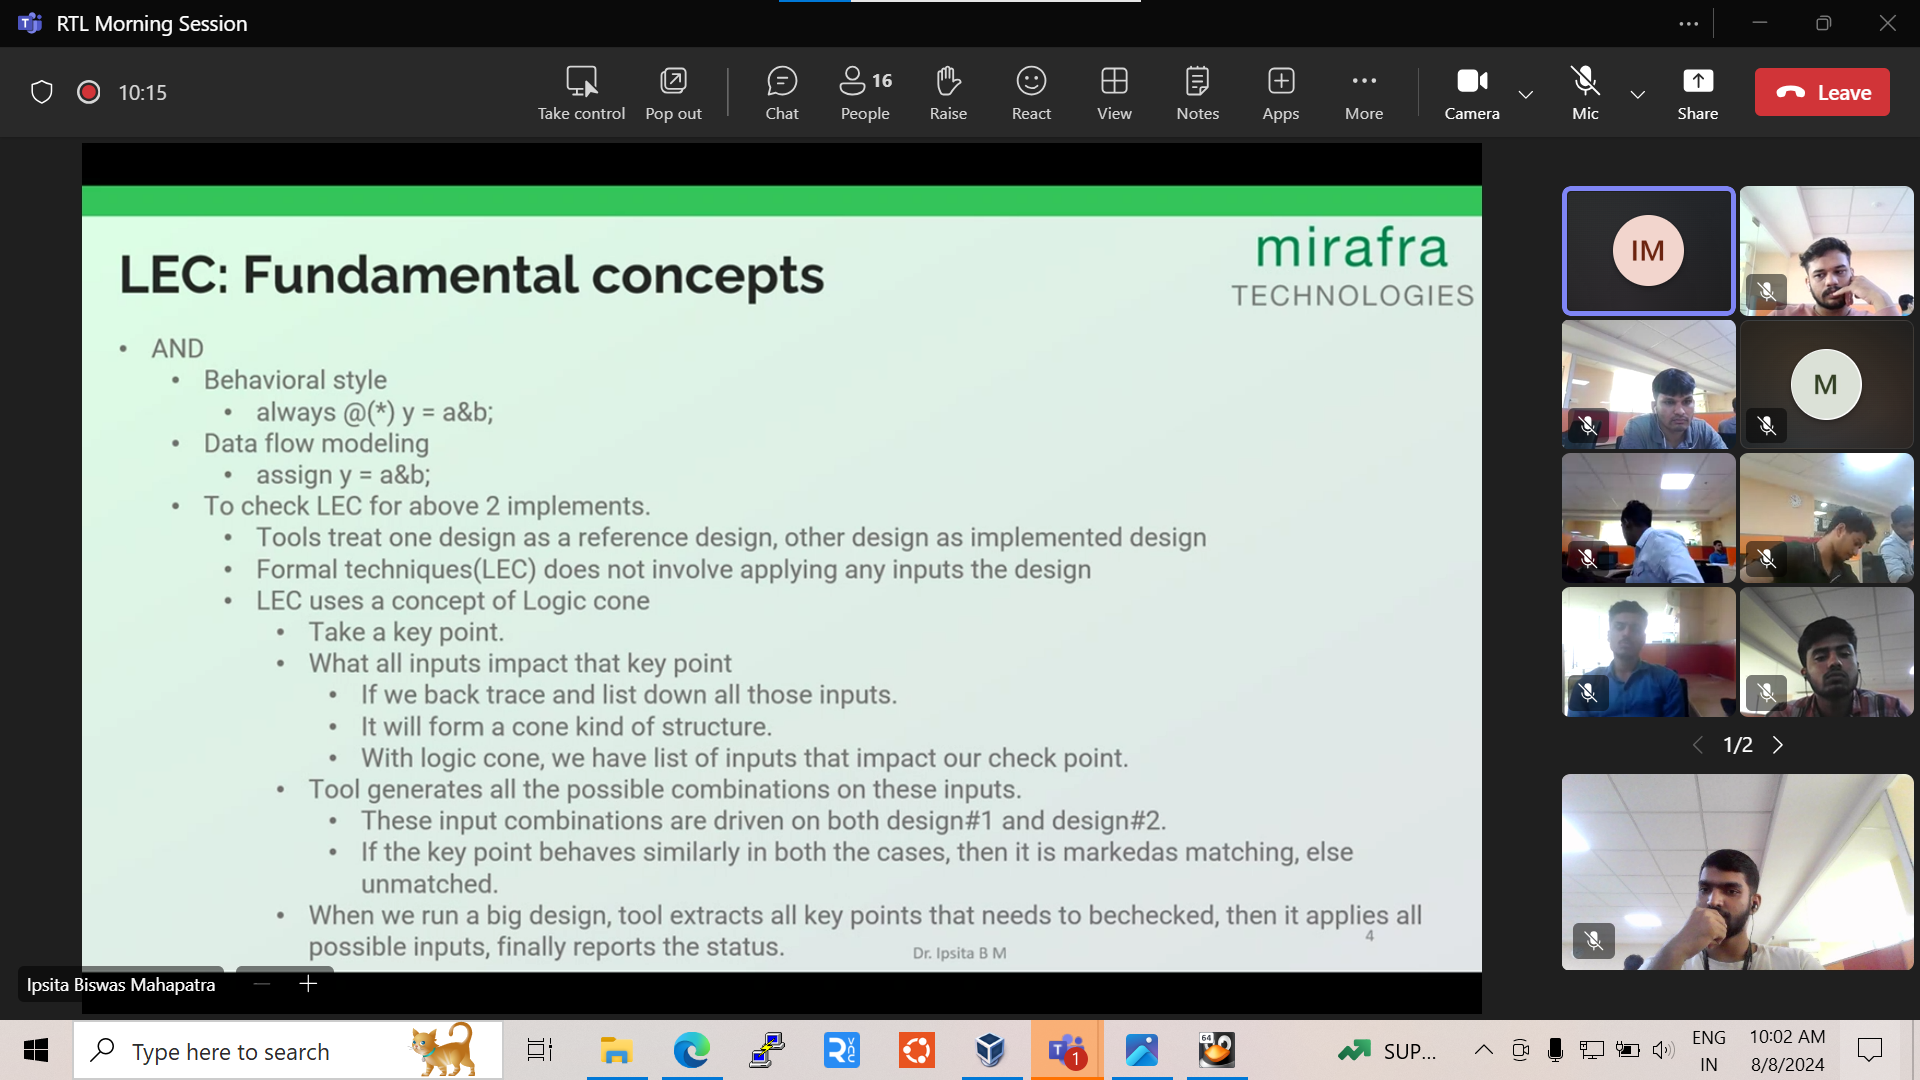 RTL Morning Session
10:15
Take control
Pop out
Chat
16
People
Raise
React
View
Notes
Apps
More
Camera
Mic
Share
Leave
mirafra
TECHNOLOGIES
LEC: Fundamental concepts
• AND
• Behavioral style
• always @(*) y = a&b;
• Data flow modeling
• assign y = a&b;
• To check LEC for above 2 implements.
• Tools treat one design as a reference design, other design as implemented design
• Formal techniques(LEC) does not involve applying any inputs the design
• LEC uses a concept of Logic cone
• Take a key point.
• What all inputs impact that key point
• If we back trace and list down all those inputs.
• It will form a cone kind of structure.
• With logic cone, we have list of inputs that impact our check point.
• Tool generates all the possible combinations on these inputs.
• These input combinations are driven on both design#1 and design#2.
• If the key point behaves similarly in both the cases, then it is markedas matching, else
unmatched.
• When we run a big design, tool extracts all key points that needs to bechecked, then it applies all
possible inputs, finally reports the status.
Dr. Ipsita B M
4
IM
M
1/2
Ipsita Biswas Mahapatra
Type here to search
64
1
SUP...
ENG
IN
10:02 AM
8/8/2024